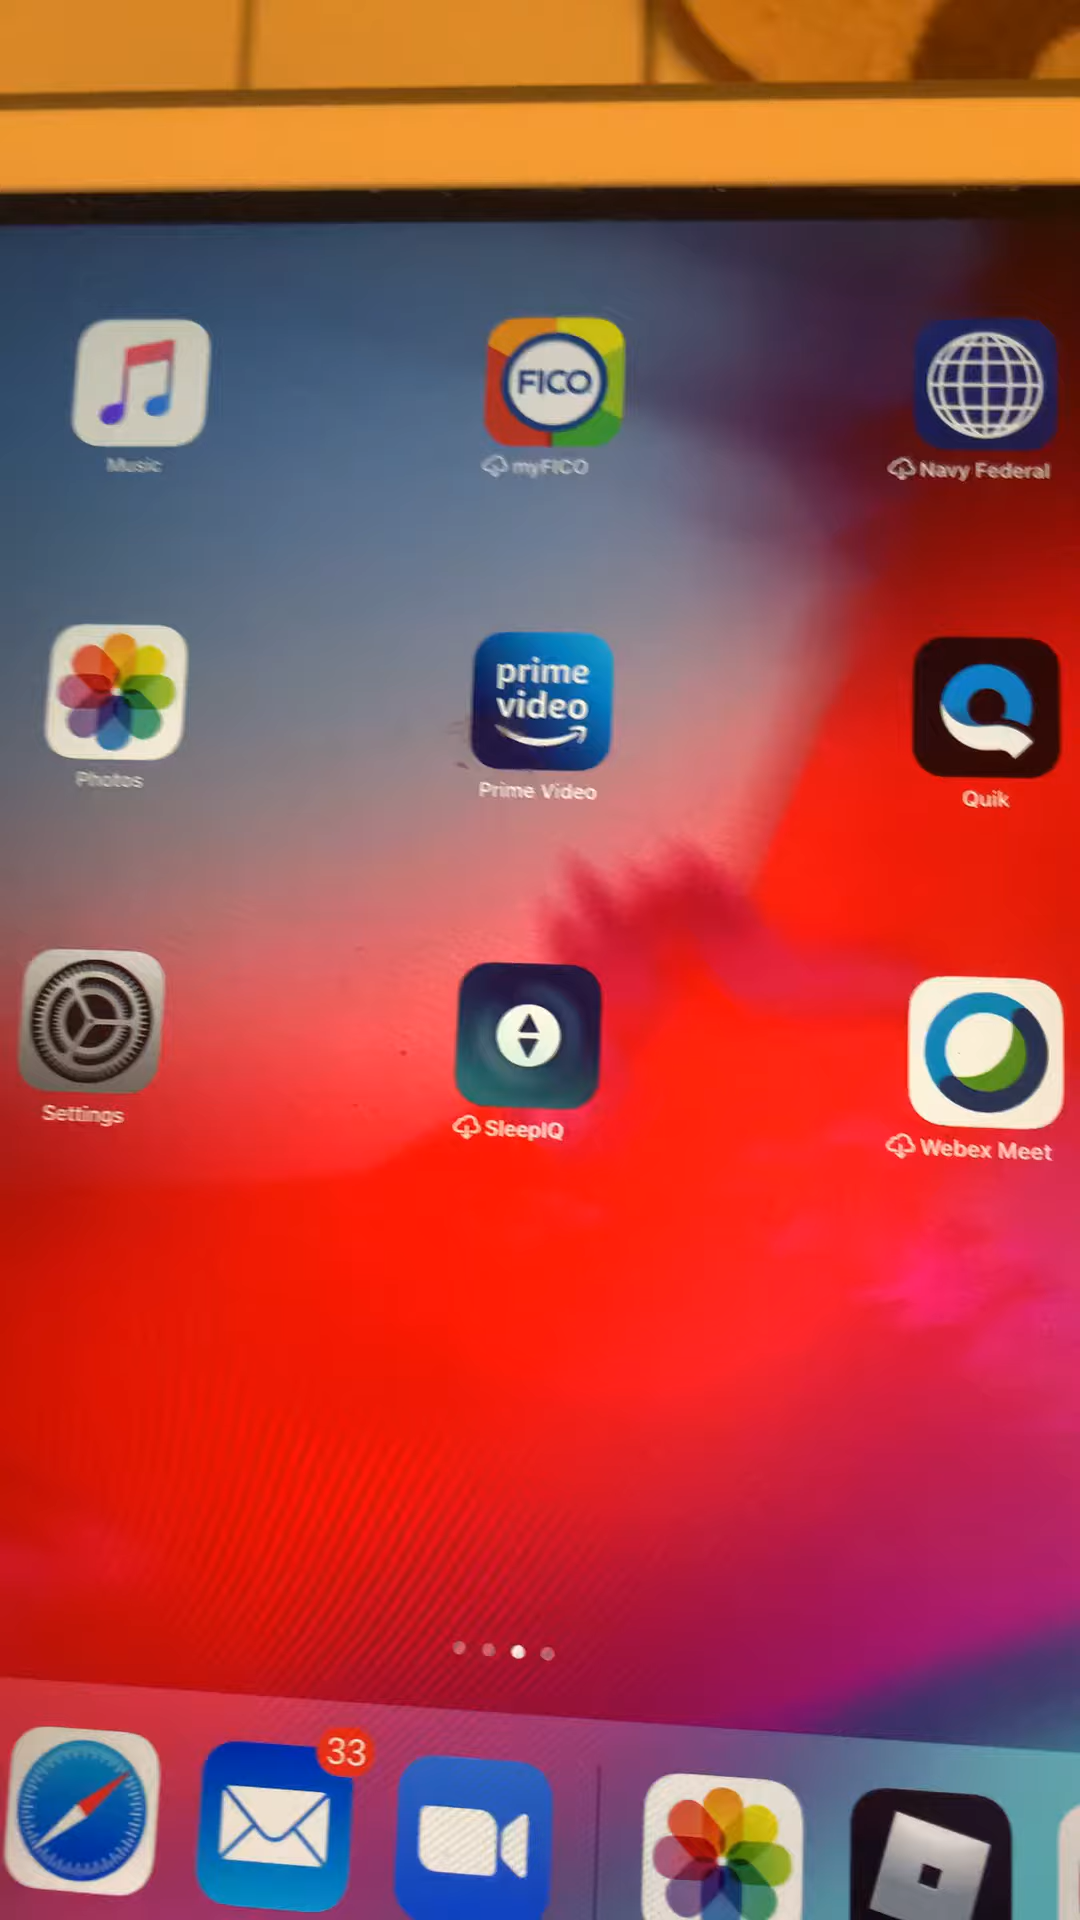 FICO
Music
myFICO
Navy Federal
prime
video
Photos
Prime Video
Quik
Settings
SleepIQ
Webex Meet
33